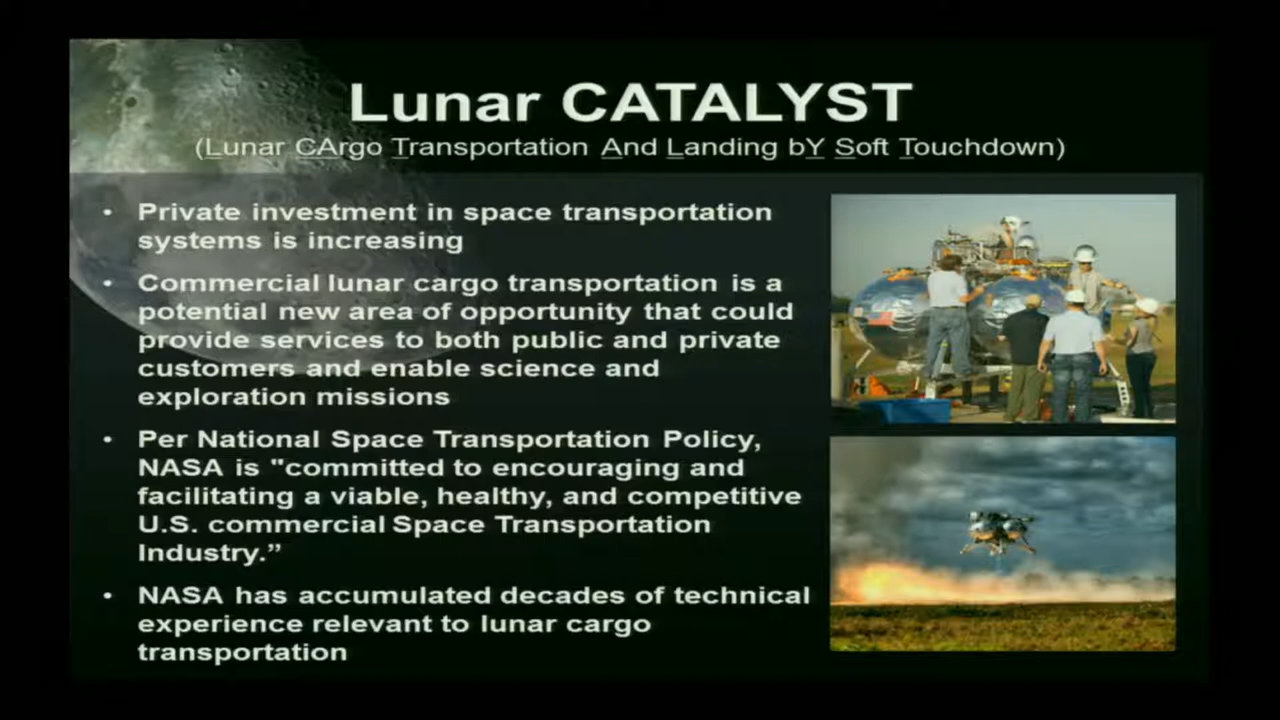 Lunar CATALYST
(Lunar CArgo Transportation And Landing bY Soft Touchdown)
• Private investment in space transportation
systems is increasing
• Commercial lunar cargo transportation is a
potential new area of opportunity that could
provide services to both public and private
customers and enable science and
exploration missions
• Per National Space Transportation Policy,
NASA is "committed to encouraging and
facilitating a viable, healthy, and competitive
U.S. commercial Space Transportation
Industry.”
• NASA has accumulated decades of technical
experience relevant to lunar cargo
transportation